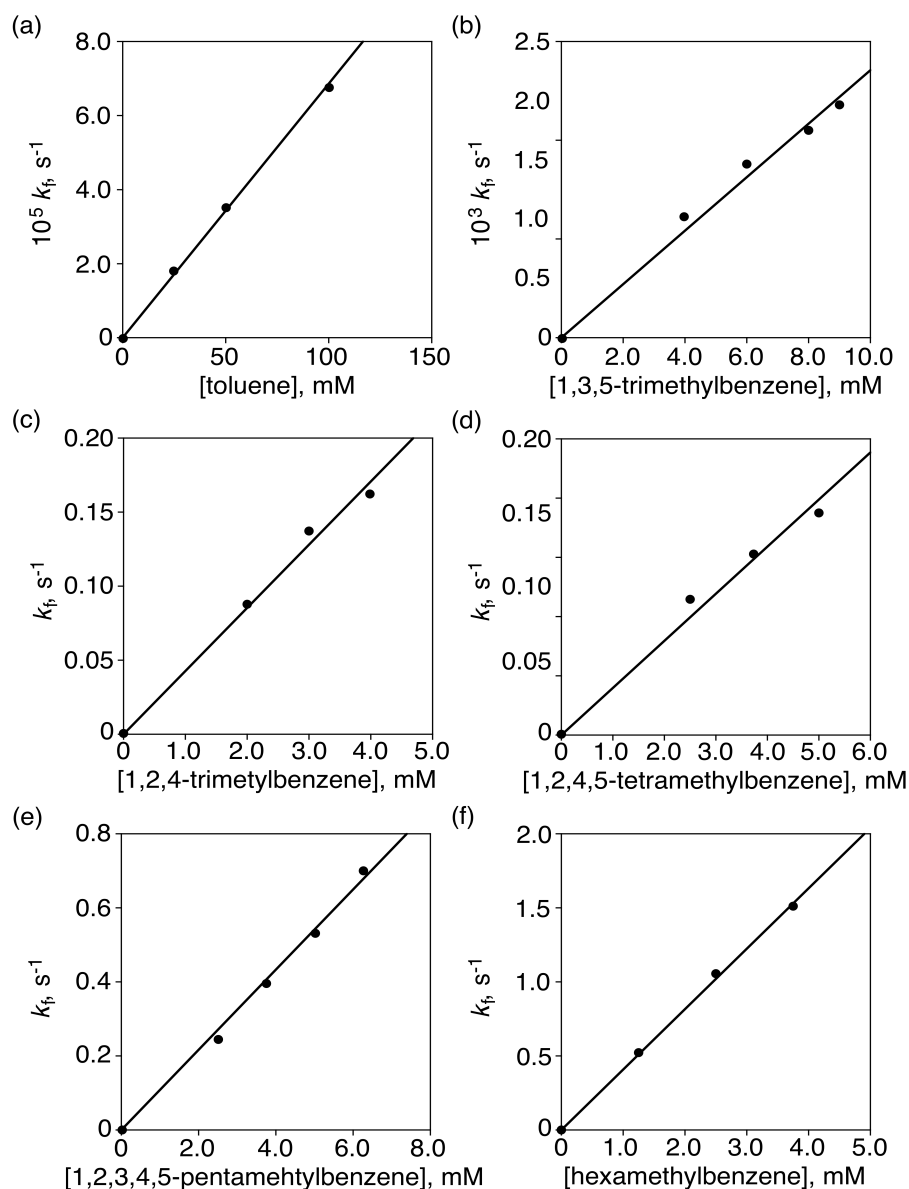 (a)
8.0
6.0
4.0
2.0
0
10⁵ k_f, s⁻¹
0 50 100 150
[toluene], mM
(b)
2.5
2.0
1.5
1.0
0.5
0
10³ k_f, s⁻¹
0 2.0 4.0 6.0 8.0 10.0
[1,3,5-trimethylbenzene], mM
(c)
0.20
0.15
0.10
0.05
0
k_f, s⁻¹
0 1.0 2.0 3.0 4.0 5.0
[1,2,4-trimetylbenzene], mM
(d)
0.20
0.15
0.10
0.05
0
k_f, s⁻¹
0 1.0 2.0 3.0 4.0 5.0 6.0
[1,2,4,5-tetramethylbenzene], mM
(e)
0.8
0.6
0.4
0.2
0
k_f, s⁻¹
0 2.0 4.0 6.0 8.0
[1,2,3,4,5-pentamehtylbenzene], mM
(f)
2.0
1.5
1.0
0.5
0
k_f, s⁻¹
0 1.0 2.0 3.0 4.0 5.0
[hexamethylbenzene], mM